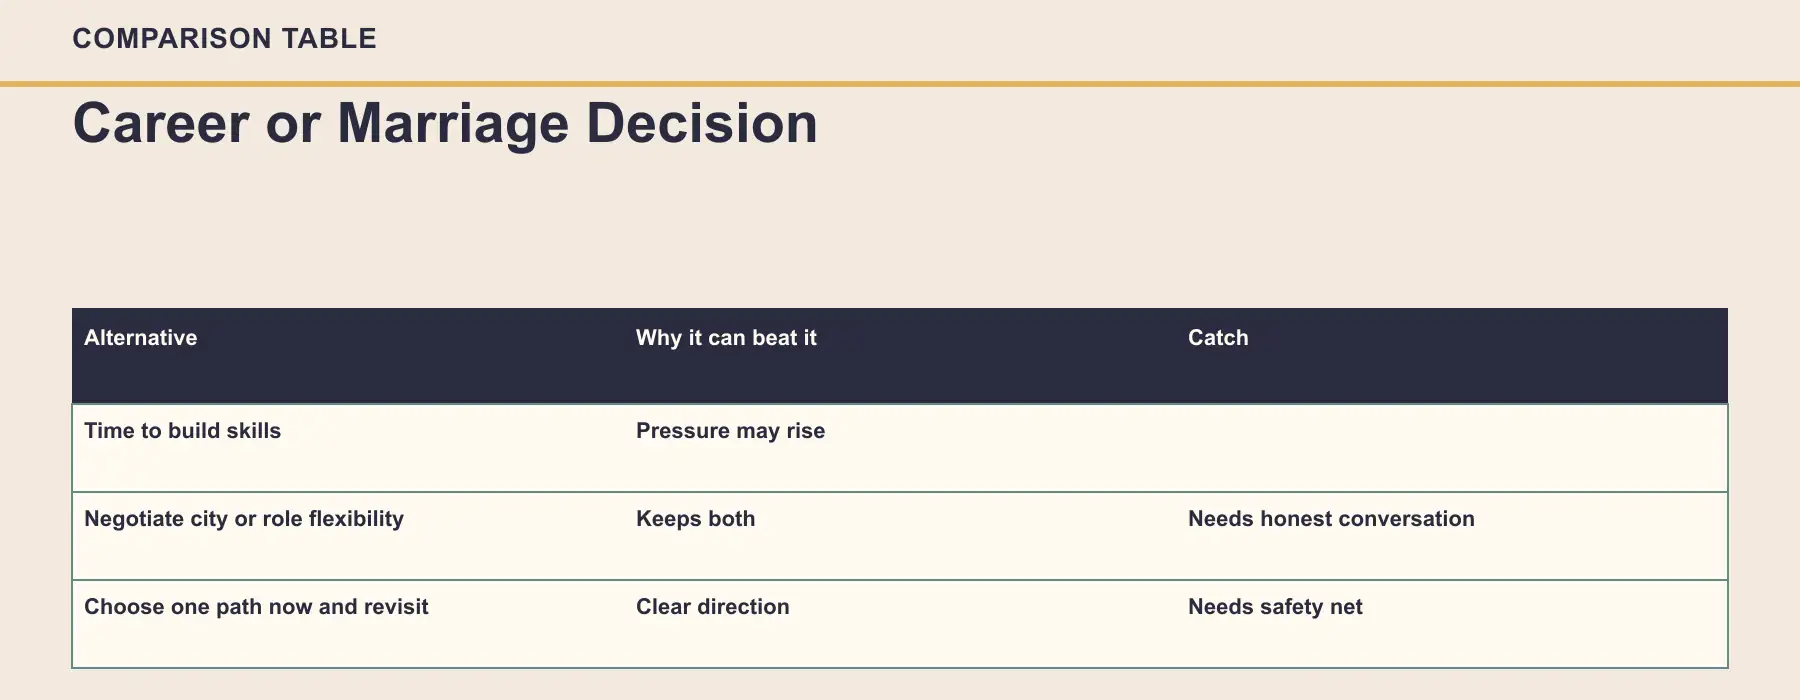 COMPARISON TABLE
Career or Marriage Decision
Alternative Why it can beat it Catch
Time to build skills Pressure may rise
Negotiate city or role flexibility Keeps both Needs honest conversation
Choose one path now and revisit Clear direction Needs safety net